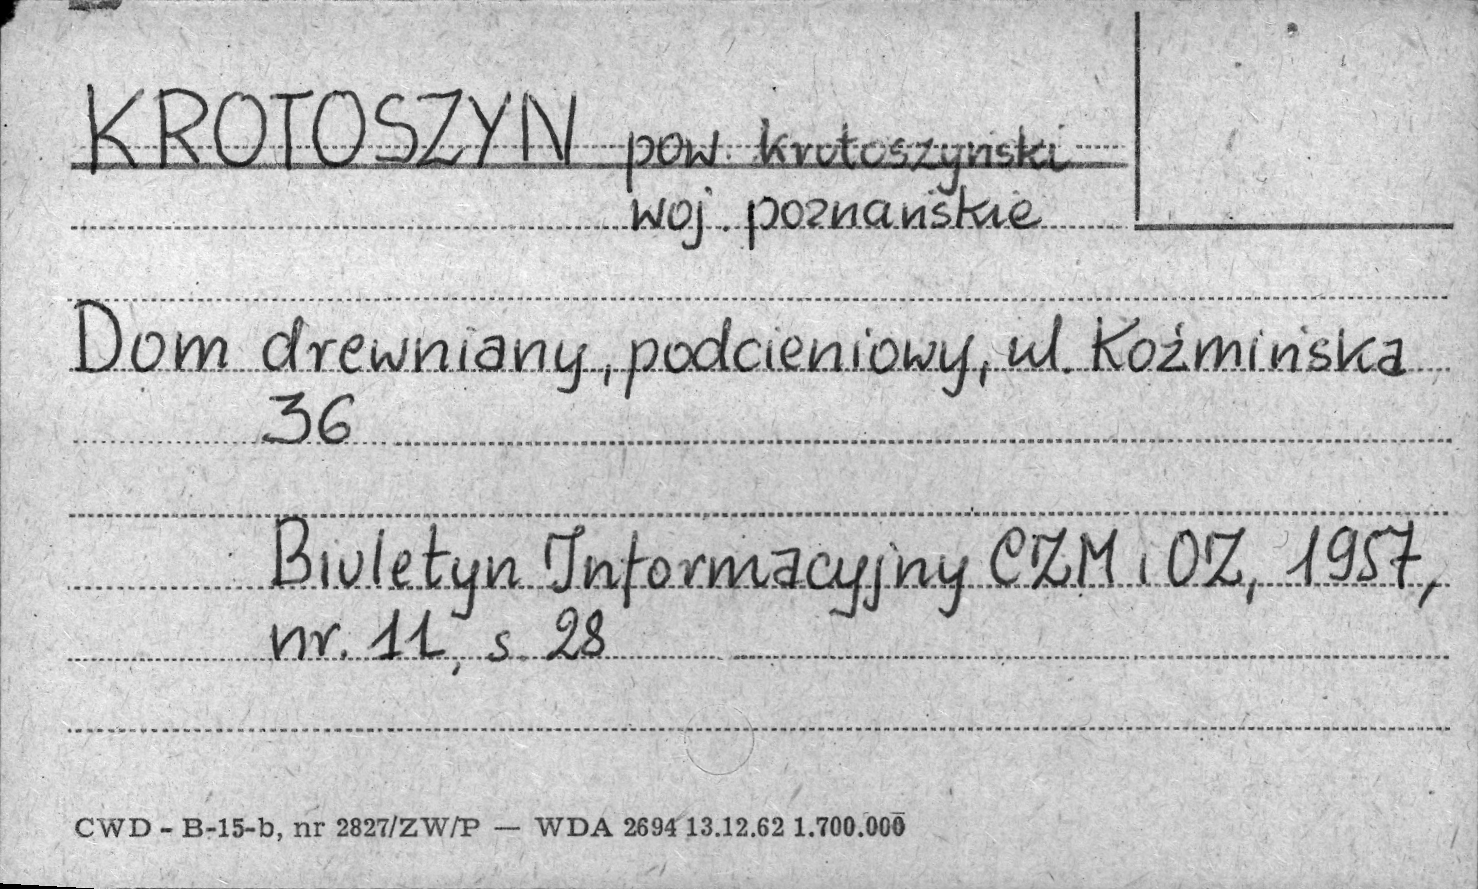 KROTOSZYN pow. krotoszyński
woj. poznańskie
Dom drewniany, podcieniowy, ul. Koźmińska
36
Biuletyn Informacyjny CZM i OZ, 1957,
nr. 11, s. 28
CWD - B-15-b, nr 2827/ZW/P — WDA 2694 13.12.62 1.700.000